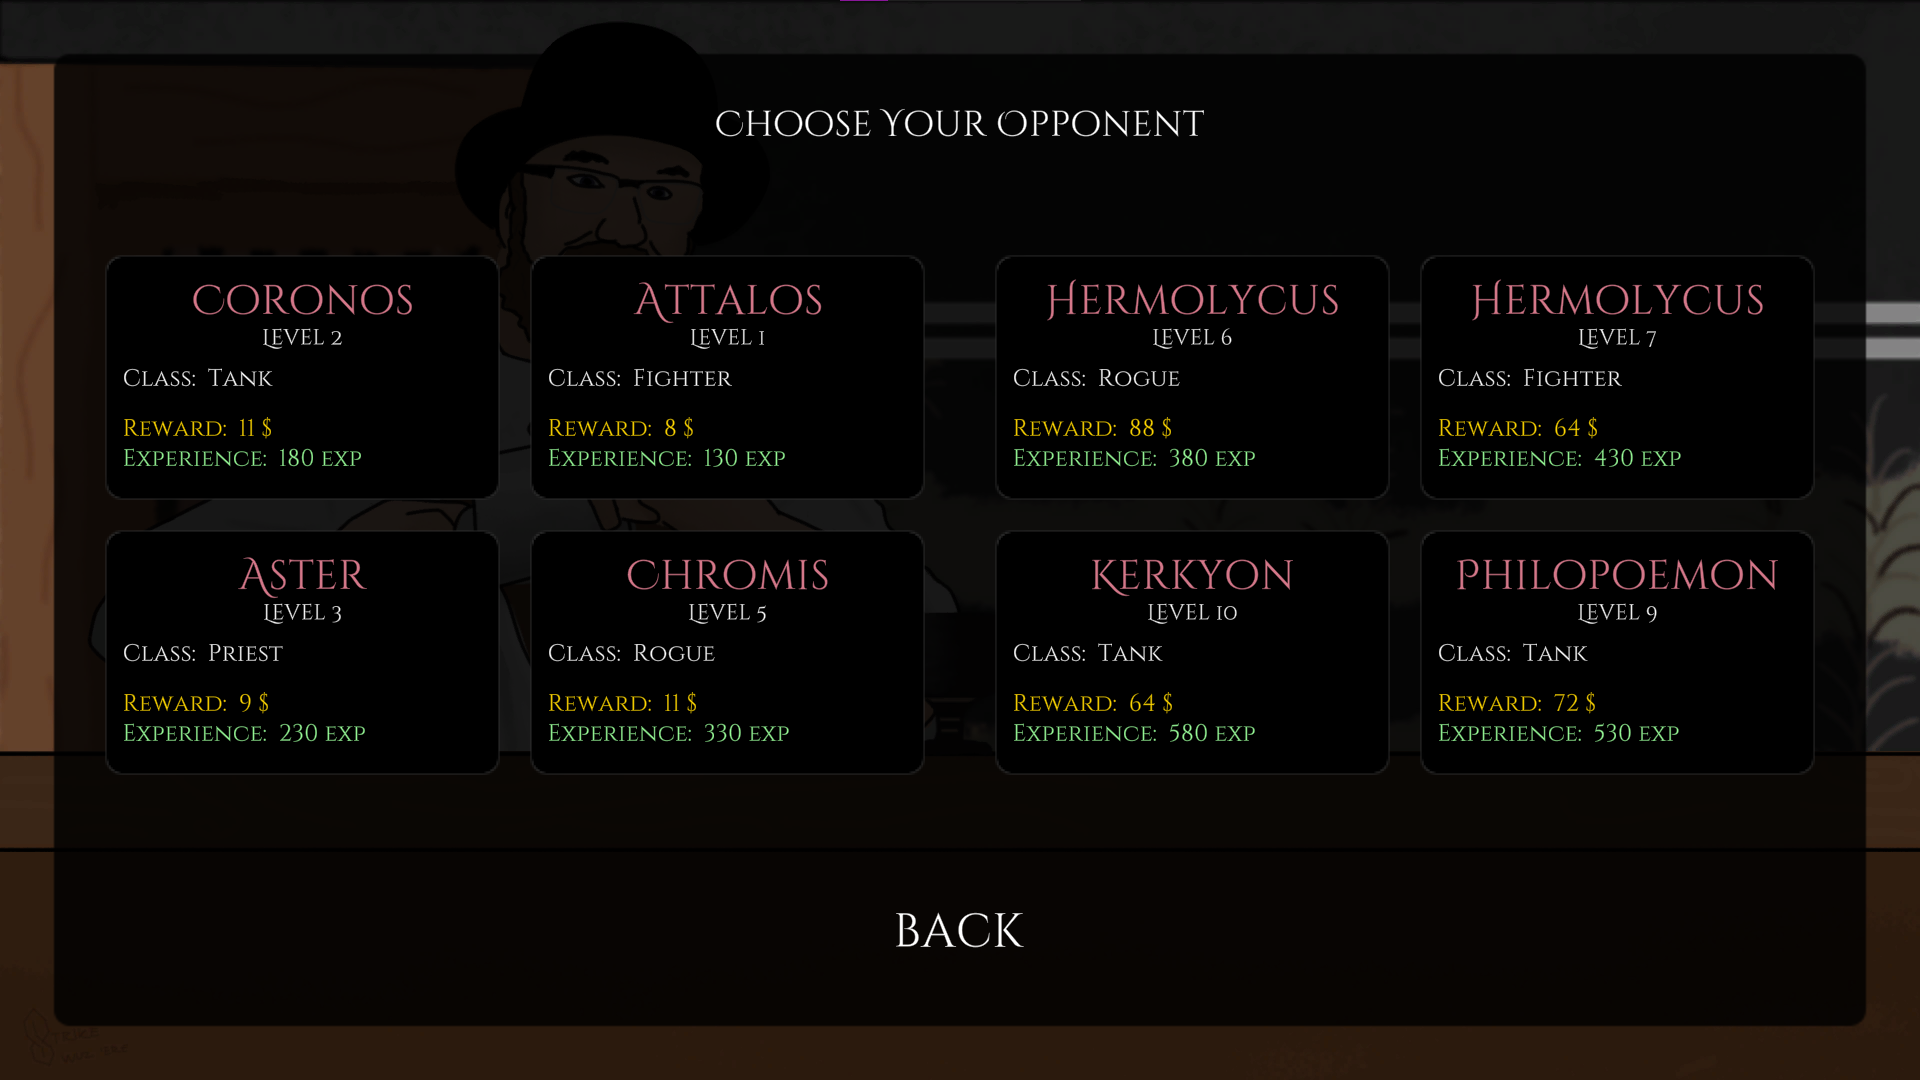 Choose Your Opponent
Coronos
Level 2
Class: Tank
Reward: 11 $
Experience: 180 exp
Attalos
Level 1
Class: Fighter
Reward: 8 $
Experience: 130 exp
Hermolycus
Level 6
Class: Rogue
Reward: 88 $
Experience: 380 exp
Hermolycus
Level 7
Class: Fighter
Reward: 64 $
Experience: 430 exp
Aster
Level 3
Class: Priest
Reward: 9 $
Experience: 230 exp
Chromis
Level 5
Class: Rogue
Reward: 11 $
Experience: 330 exp
Kerkyon
Level 10
Class: Tank
Reward: 64 $
Experience: 580 exp
Philopoemon
Level 9
Class: Tank
Reward: 72 $
Experience: 530 exp
Back